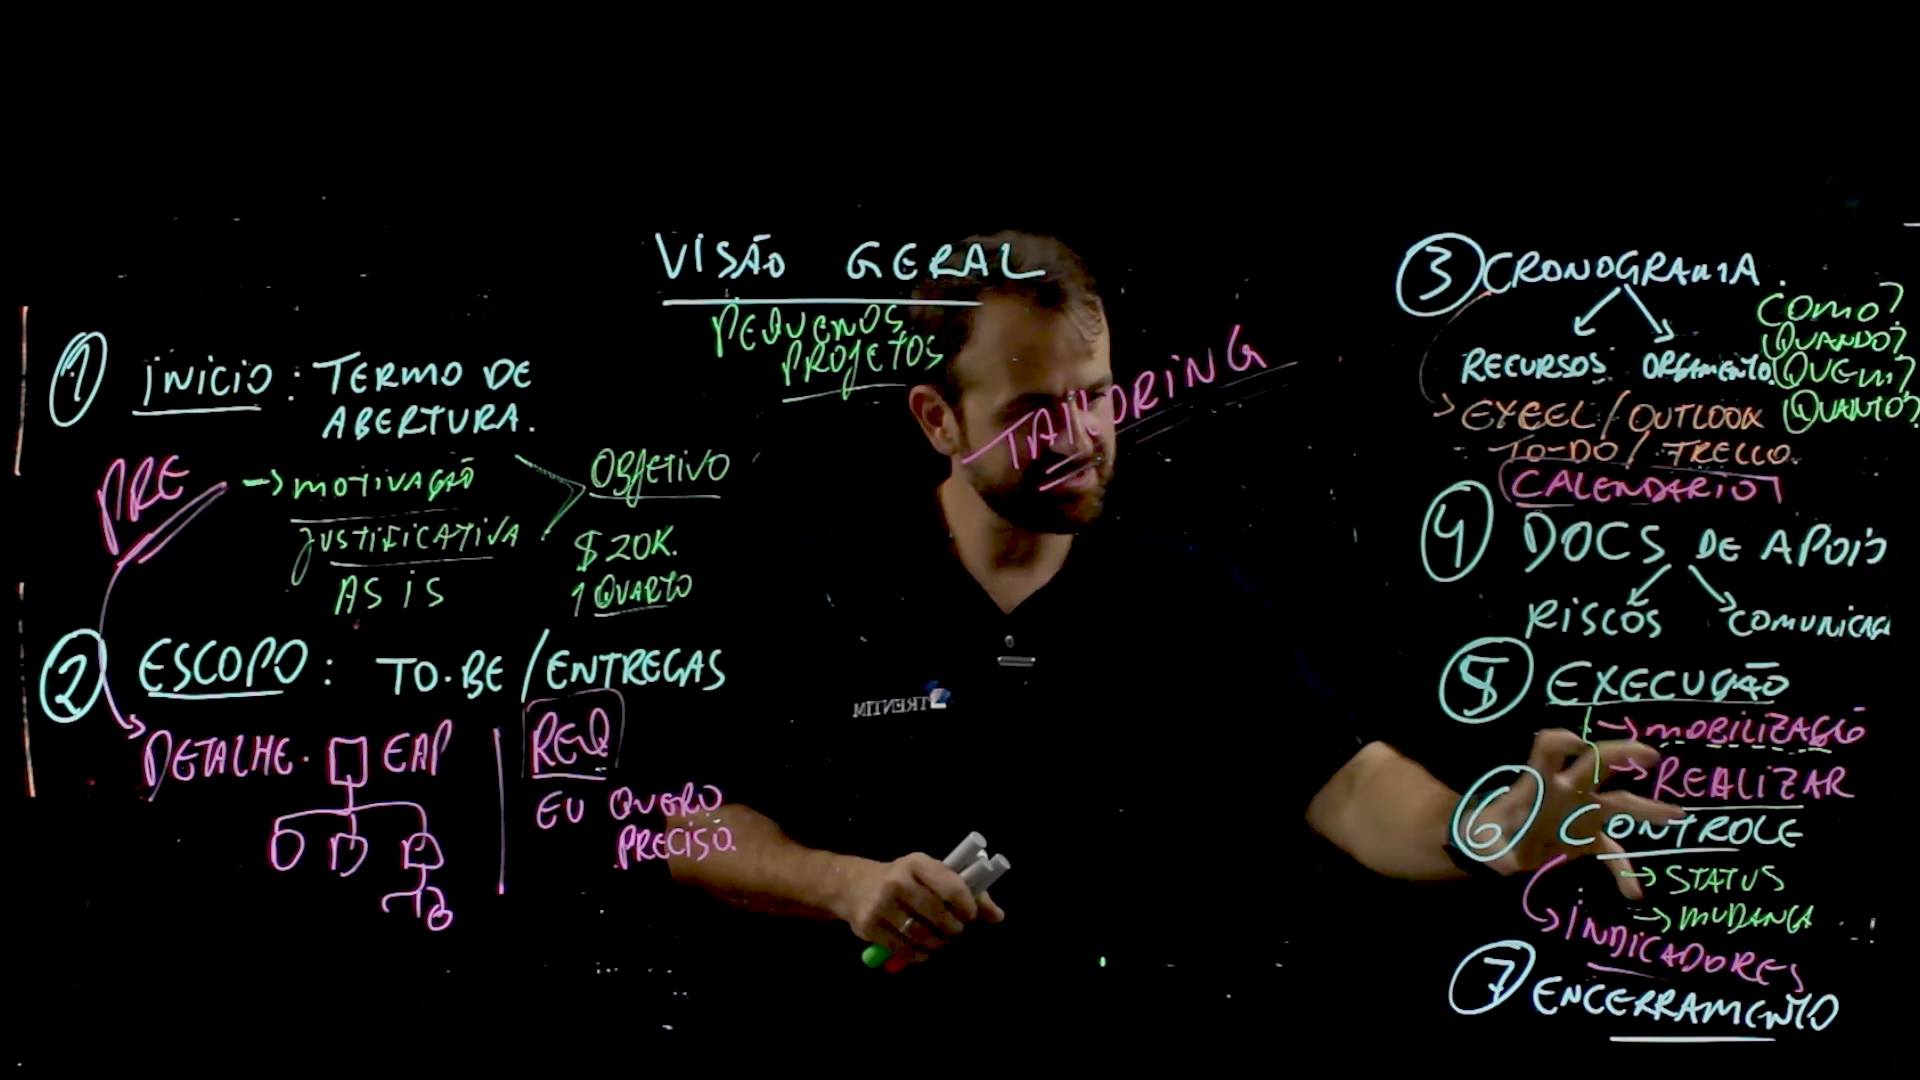 VISÃO GERAL
PEQUENOS
PROJETOS
TAILORING
1 INICIO: TERMO DE
ABERTURA.
PRE
→ MOTIVAÇÃO
JUSTIFICATIVA
AS IS
OBJETIVO
$ 20K.
1 QUARTO
2 ESCOPO: TO.BE / ENTREGAS
DETALHE. EAP
REQ
EU QUERO
PRECISO.
TRENTIM
3 CRONOGRAMA.
RECURSOS ORÇAMENTO.
COMO?
QUANDO?
QUEM?
QUANTO?
→ EXCEL / OUTLOOK
TO-DO / TRELLO.
CALENDARIO
4 DOCS DE APOIO
RISCOS COMUNICAÇ
5 EXECUÇÃO
→ MOBILIZAÇÃO
→ REALIZAR
6 CONTROLE
→ STATUS
→ MUDANÇA
INDICADORES
7 ENCERRAMENTO